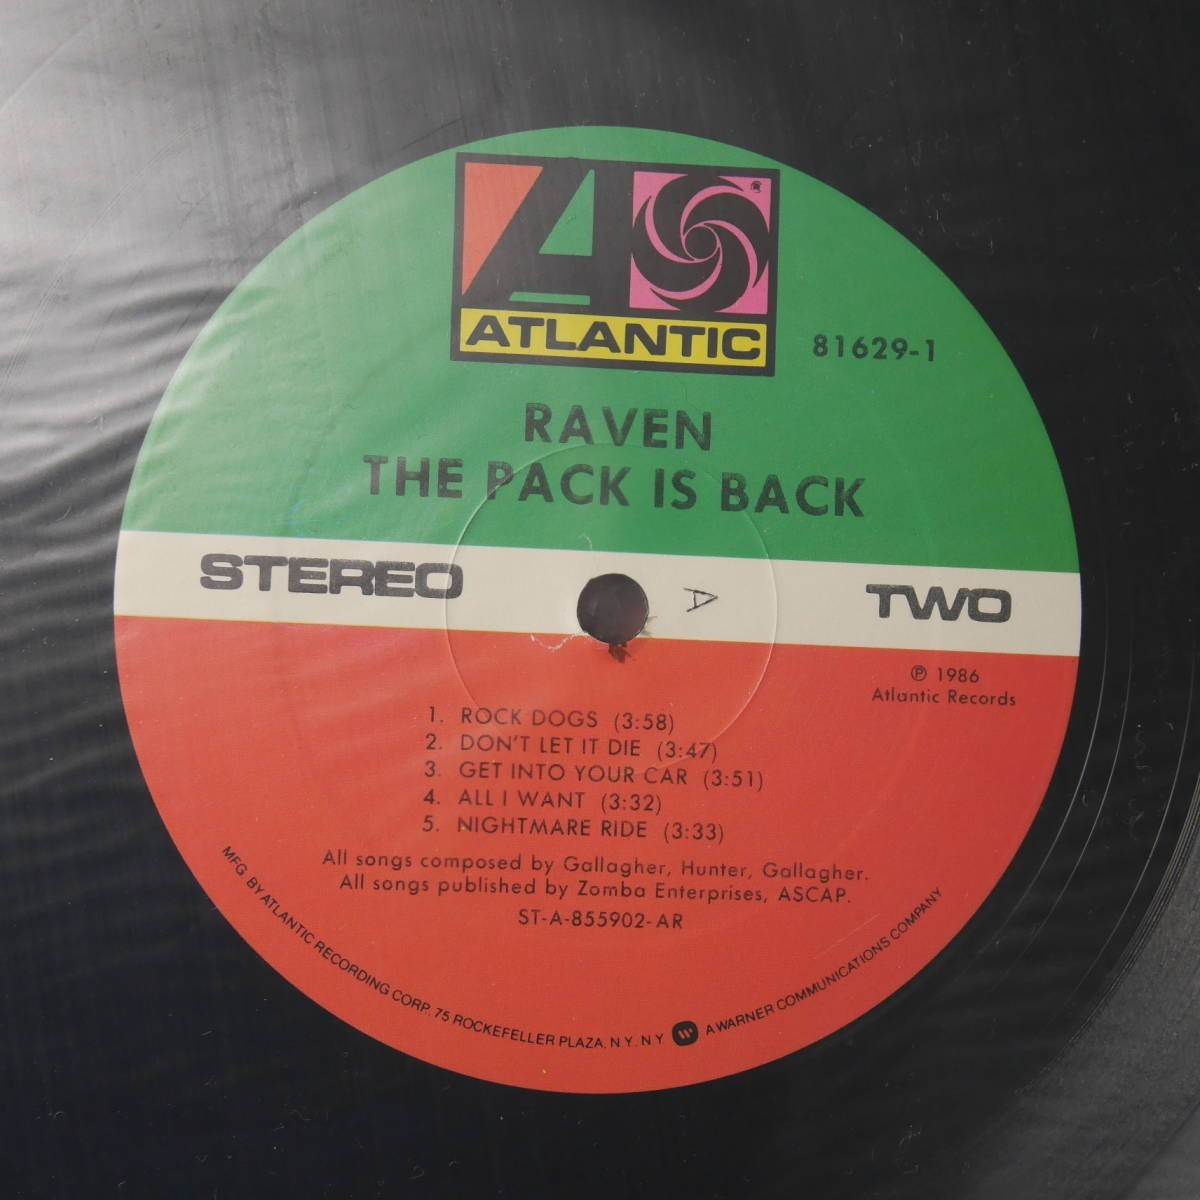 ATLANTIC
81629-1
RAVEN
THE PACK IS BACK
STEREO
A
TWO
℗ 1986
Atlantic Records
1. ROCK DOGS (3:58)
2. DON'T LET IT DIE (3:47)
3. GET INTO YOUR CAR (3:51)
4. ALL I WANT (3:32)
5. NIGHTMARE RIDE (3:33)
All songs composed by Gallagher, Hunter, Gallagher.
All songs published by Zomba Enterprises, ASCAP.
ST-A-855902-AR
MFG. BY ATLANTIC RECORDING CORP. 75 ROCKEFELLER PLAZA, N.Y. N.Y. A WARNER COMMUNICATIONS COMPANY